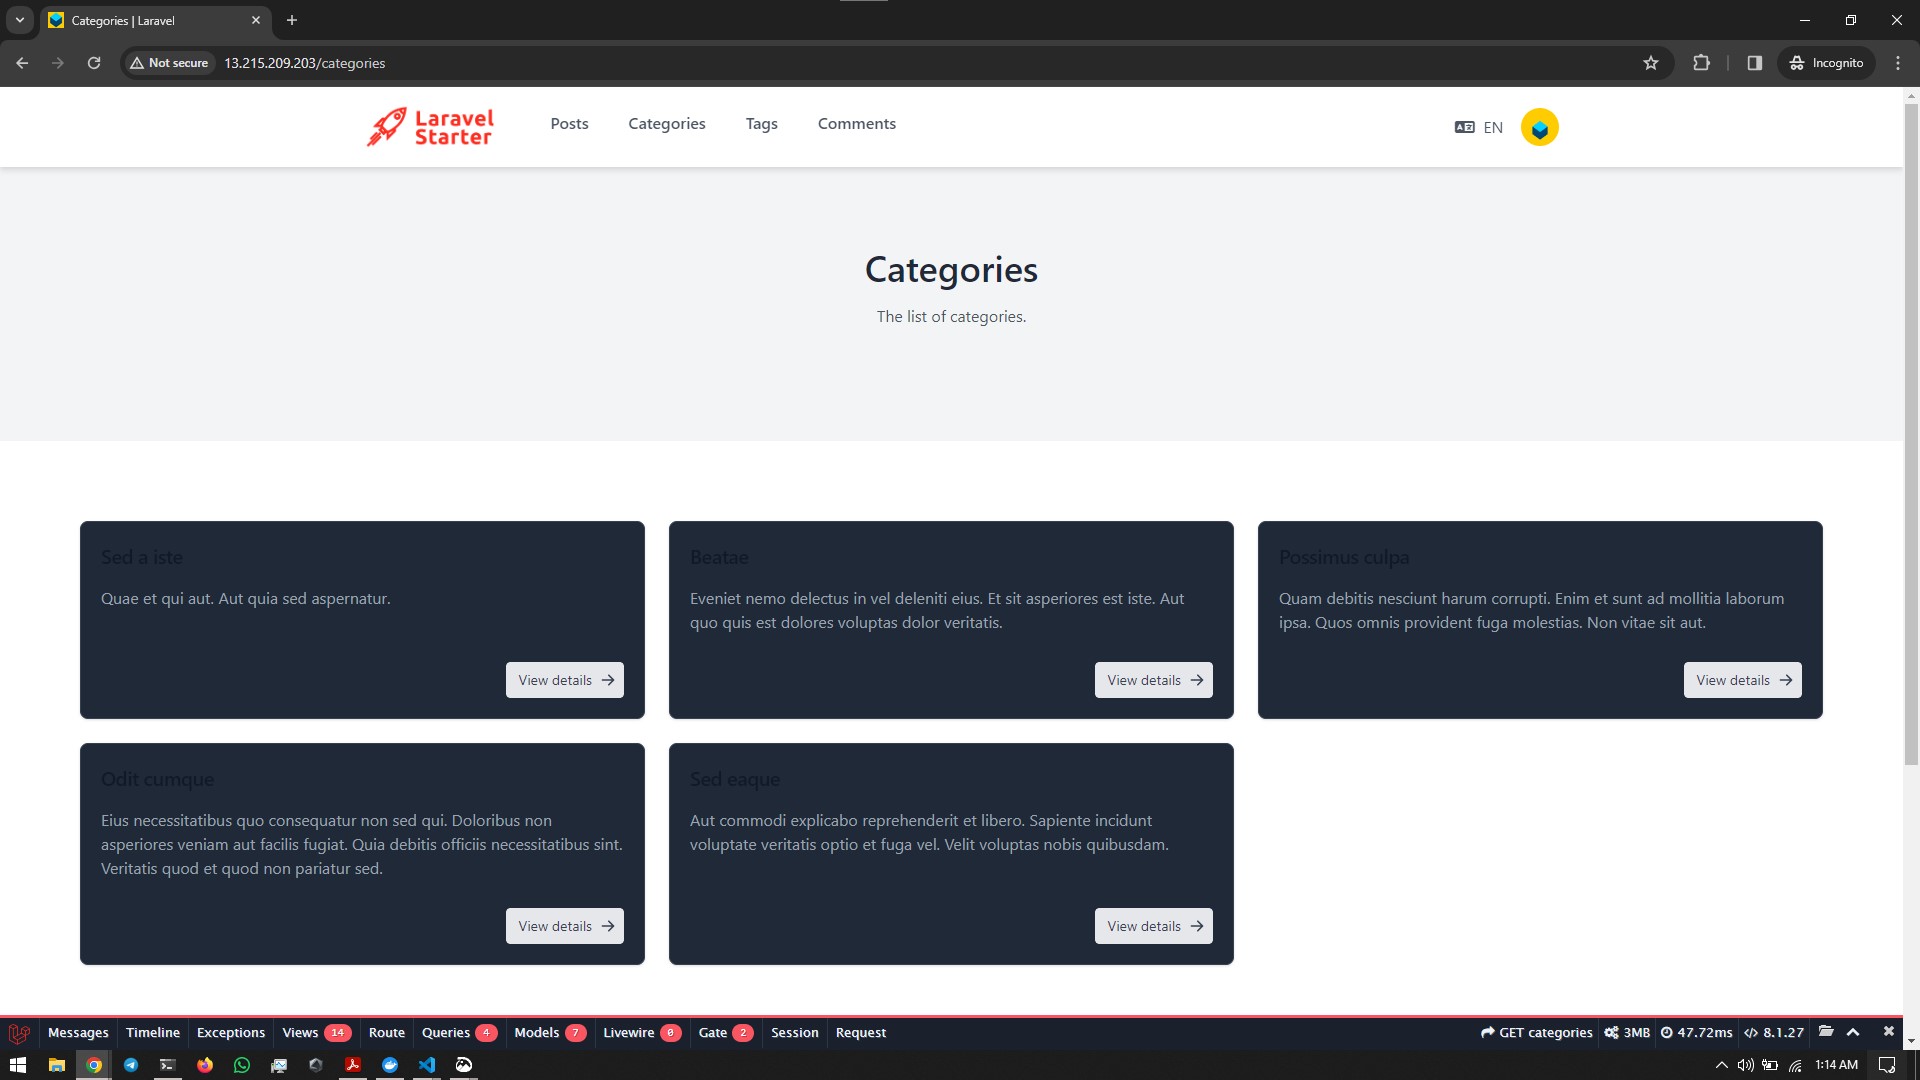 Categories | Laravel
Not secure
13.215.209.203/categories
Incognito
Laravel
Starter
Posts
Categories
Tags
Comments
EN
Categories
The list of categories.
Sed a iste
Quae et qui aut. Aut quia sed aspernatur.
View details
Beatae
Eveniet nemo delectus in vel deleniti eius. Et sit asperiores est iste. Aut
quo quis est dolores voluptas dolor veritatis.
View details
Possimus culpa
Quam debitis nesciunt harum corrupti. Enim et sunt ad mollitia laborum
ipsa. Quos omnis provident fuga molestias. Non vitae sit aut.
View details
Odit cumque
Eius necessitatibus quo consequatur non sed qui. Doloribus non
asperiores veniam aut facilis fugiat. Quia debitis officiis necessitatibus sint.
Veritatis quod et quod non pariatur sed.
View details
Sed eaque
Aut commodi explicabo reprehenderit et libero. Sapiente incidunt
voluptate veritatis optio et fuga vel. Velit voluptas nobis quibusdam.
View details
Messages Timeline Exceptions Views 14 Route Queries 4 Models 7 Livewire 0 Gate 2 Session Request GET categories 3MB 47.72ms 8.1.27
1:14 AM